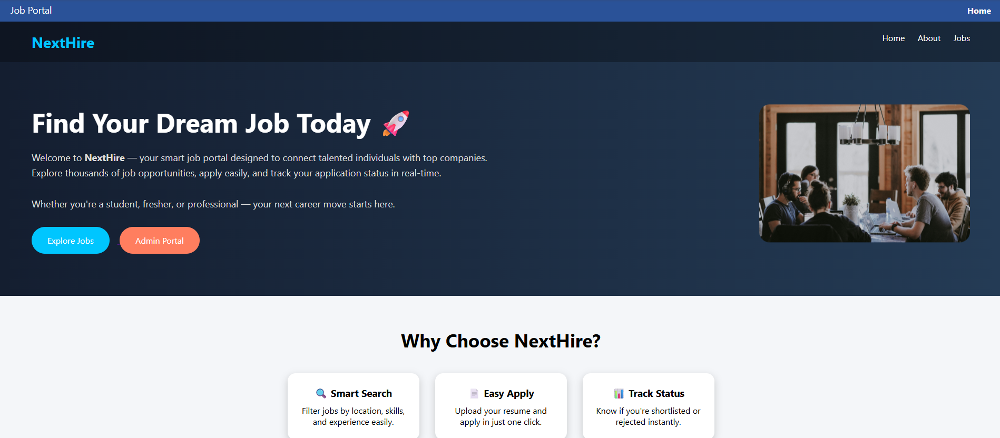 Job Portal
Home
NextHire
Home About Jobs
Find Your Dream Job Today 🚀
Welcome to NextHire — your smart job portal designed to connect talented individuals with top companies.
Explore thousands of job opportunities, apply easily, and track your application status in real-time.
Whether you're a student, fresher, or professional — your next career move starts here.
Explore Jobs
Admin Portal
Why Choose NextHire?
🔍 Smart Search
Filter jobs by location, skills,
and experience easily.
📄 Easy Apply
Upload your resume and
apply in just one click.
📊 Track Status
Know if you're shortlisted or
rejected instantly.